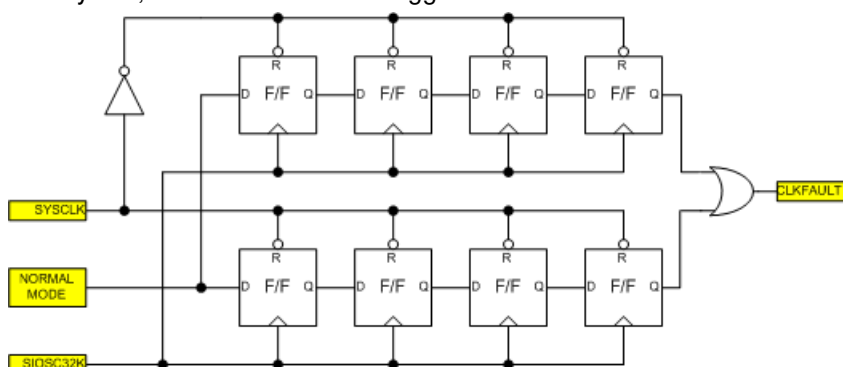 R R R R
D F/F Q D F/F Q D F/F Q D F/F Q
CLKFAULT
SYSCLK
R R R R
NORMAL
MODE
D F/F Q D F/F Q D F/F Q D F/F Q
SIOSC32K